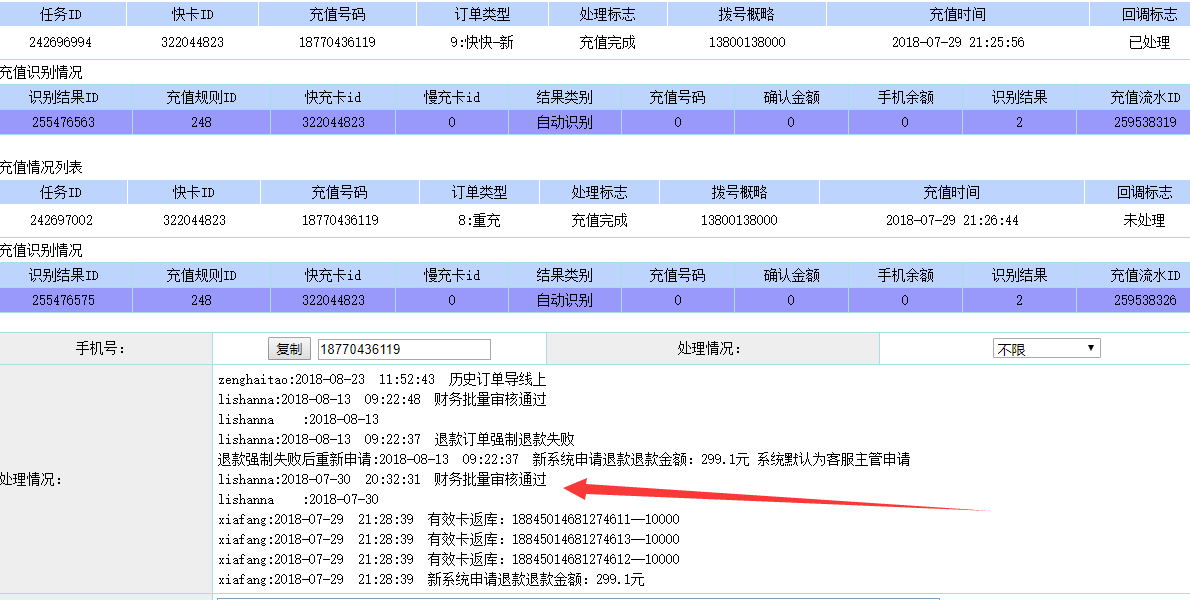 任务ID 快卡ID 充值号码 订单类型 处理标志 拨号概略 充值时间 回调标志
242696994 322044823 18770436119 9:快快-新 充值完成 13800138000 2018-07-29 21:25:56 已处理
充值识别情况
识别结果ID 充值规则ID 快充卡id 慢充卡id 结果类别 充值号码 确认金额 手机余额 识别结果 充值流水ID
255476563 248 322044823 0 自动识别 0 0 0 2 259538319
充值情况列表
任务ID 快卡ID 充值号码 订单类型 处理标志 拨号概略 充值时间 回调标志
242697002 322044823 18770436119 8:重充 充值完成 13800138000 2018-07-29 21:26:44 未处理
充值识别情况
识别结果ID 充值规则ID 快充卡id 慢充卡id 结果类别 充值号码 确认金额 手机余额 识别结果 充值流水ID
255476575 248 322044823 0 自动识别 0 0 0 2 259538326
手机号： 复制 18770436119 处理情况： 不限
处理情况：
zenghaitao:2018-08-23 11:52:43 历史订单导线上
lishanna:2018-08-13 09:22:48 财务批量审核通过
lishanna :2018-08-13
lishanna:2018-08-13 09:22:37 退款订单强制退款失败
退款强制失败后重新申请:2018-08-13 09:22:37 新系统申请退款退款金额：299.1元 系统默认为客服主管申请
lishanna:2018-07-30 20:32:31 财务批量审核通过
lishanna :2018-07-30
xiafang:2018-07-29 21:28:39 有效卡返库：18845014681274611--10000
xiafang:2018-07-29 21:28:39 有效卡返库：18845014681274613--10000
xiafang:2018-07-29 21:28:39 有效卡返库：18845014681274612--10000
xiafang:2018-07-29 21:28:39 新系统申请退款退款金额：299.1元